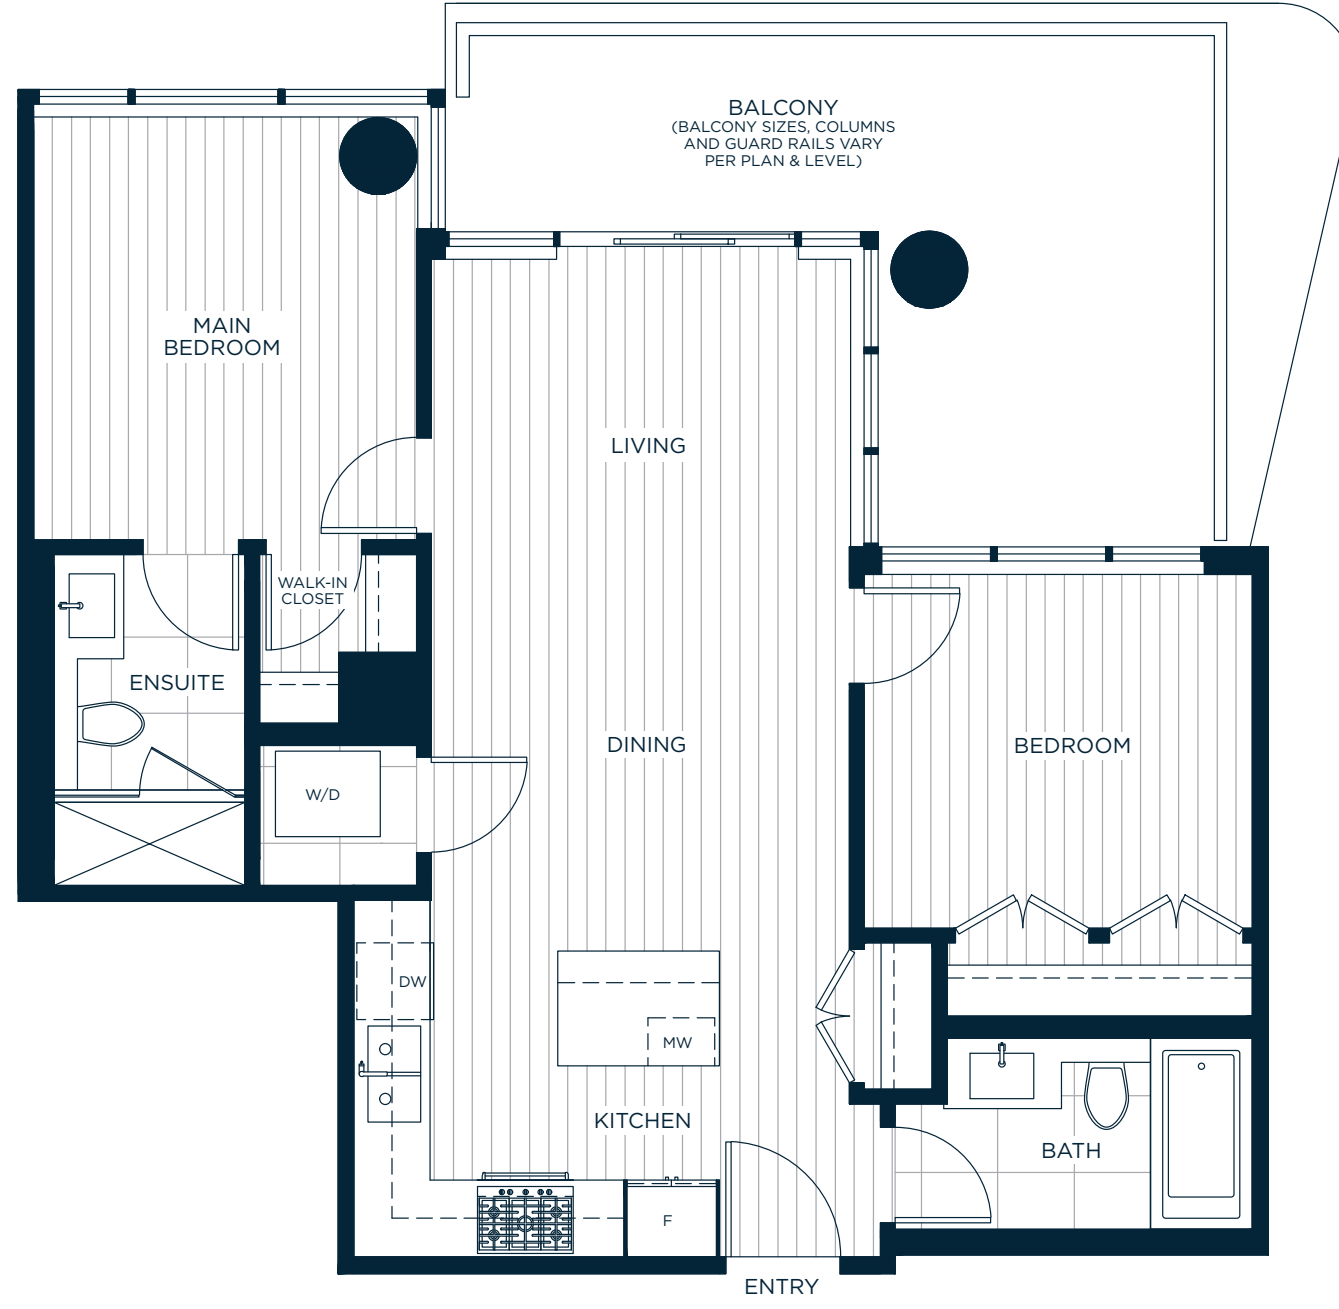 BALCONY
(BALCONY SIZES, COLUMNS
AND GUARD RAILS VARY
PER PLAN & LEVEL)
MAIN
BEDROOM
LIVING
WALK-IN
CLOSET
ENSUITE
DINING
BEDROOM
W/D
DW
MW
KITCHEN
BATH
F
ENTRY